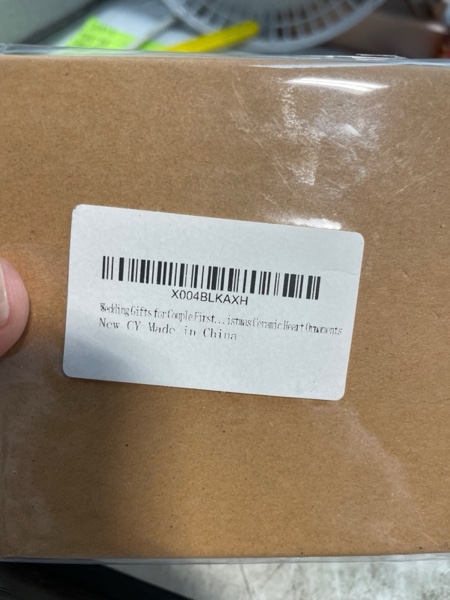 X004BLKAXH
Wedding Gifts for Couple First...istmas Ceramic Heart Ornaments
New CY Made in China